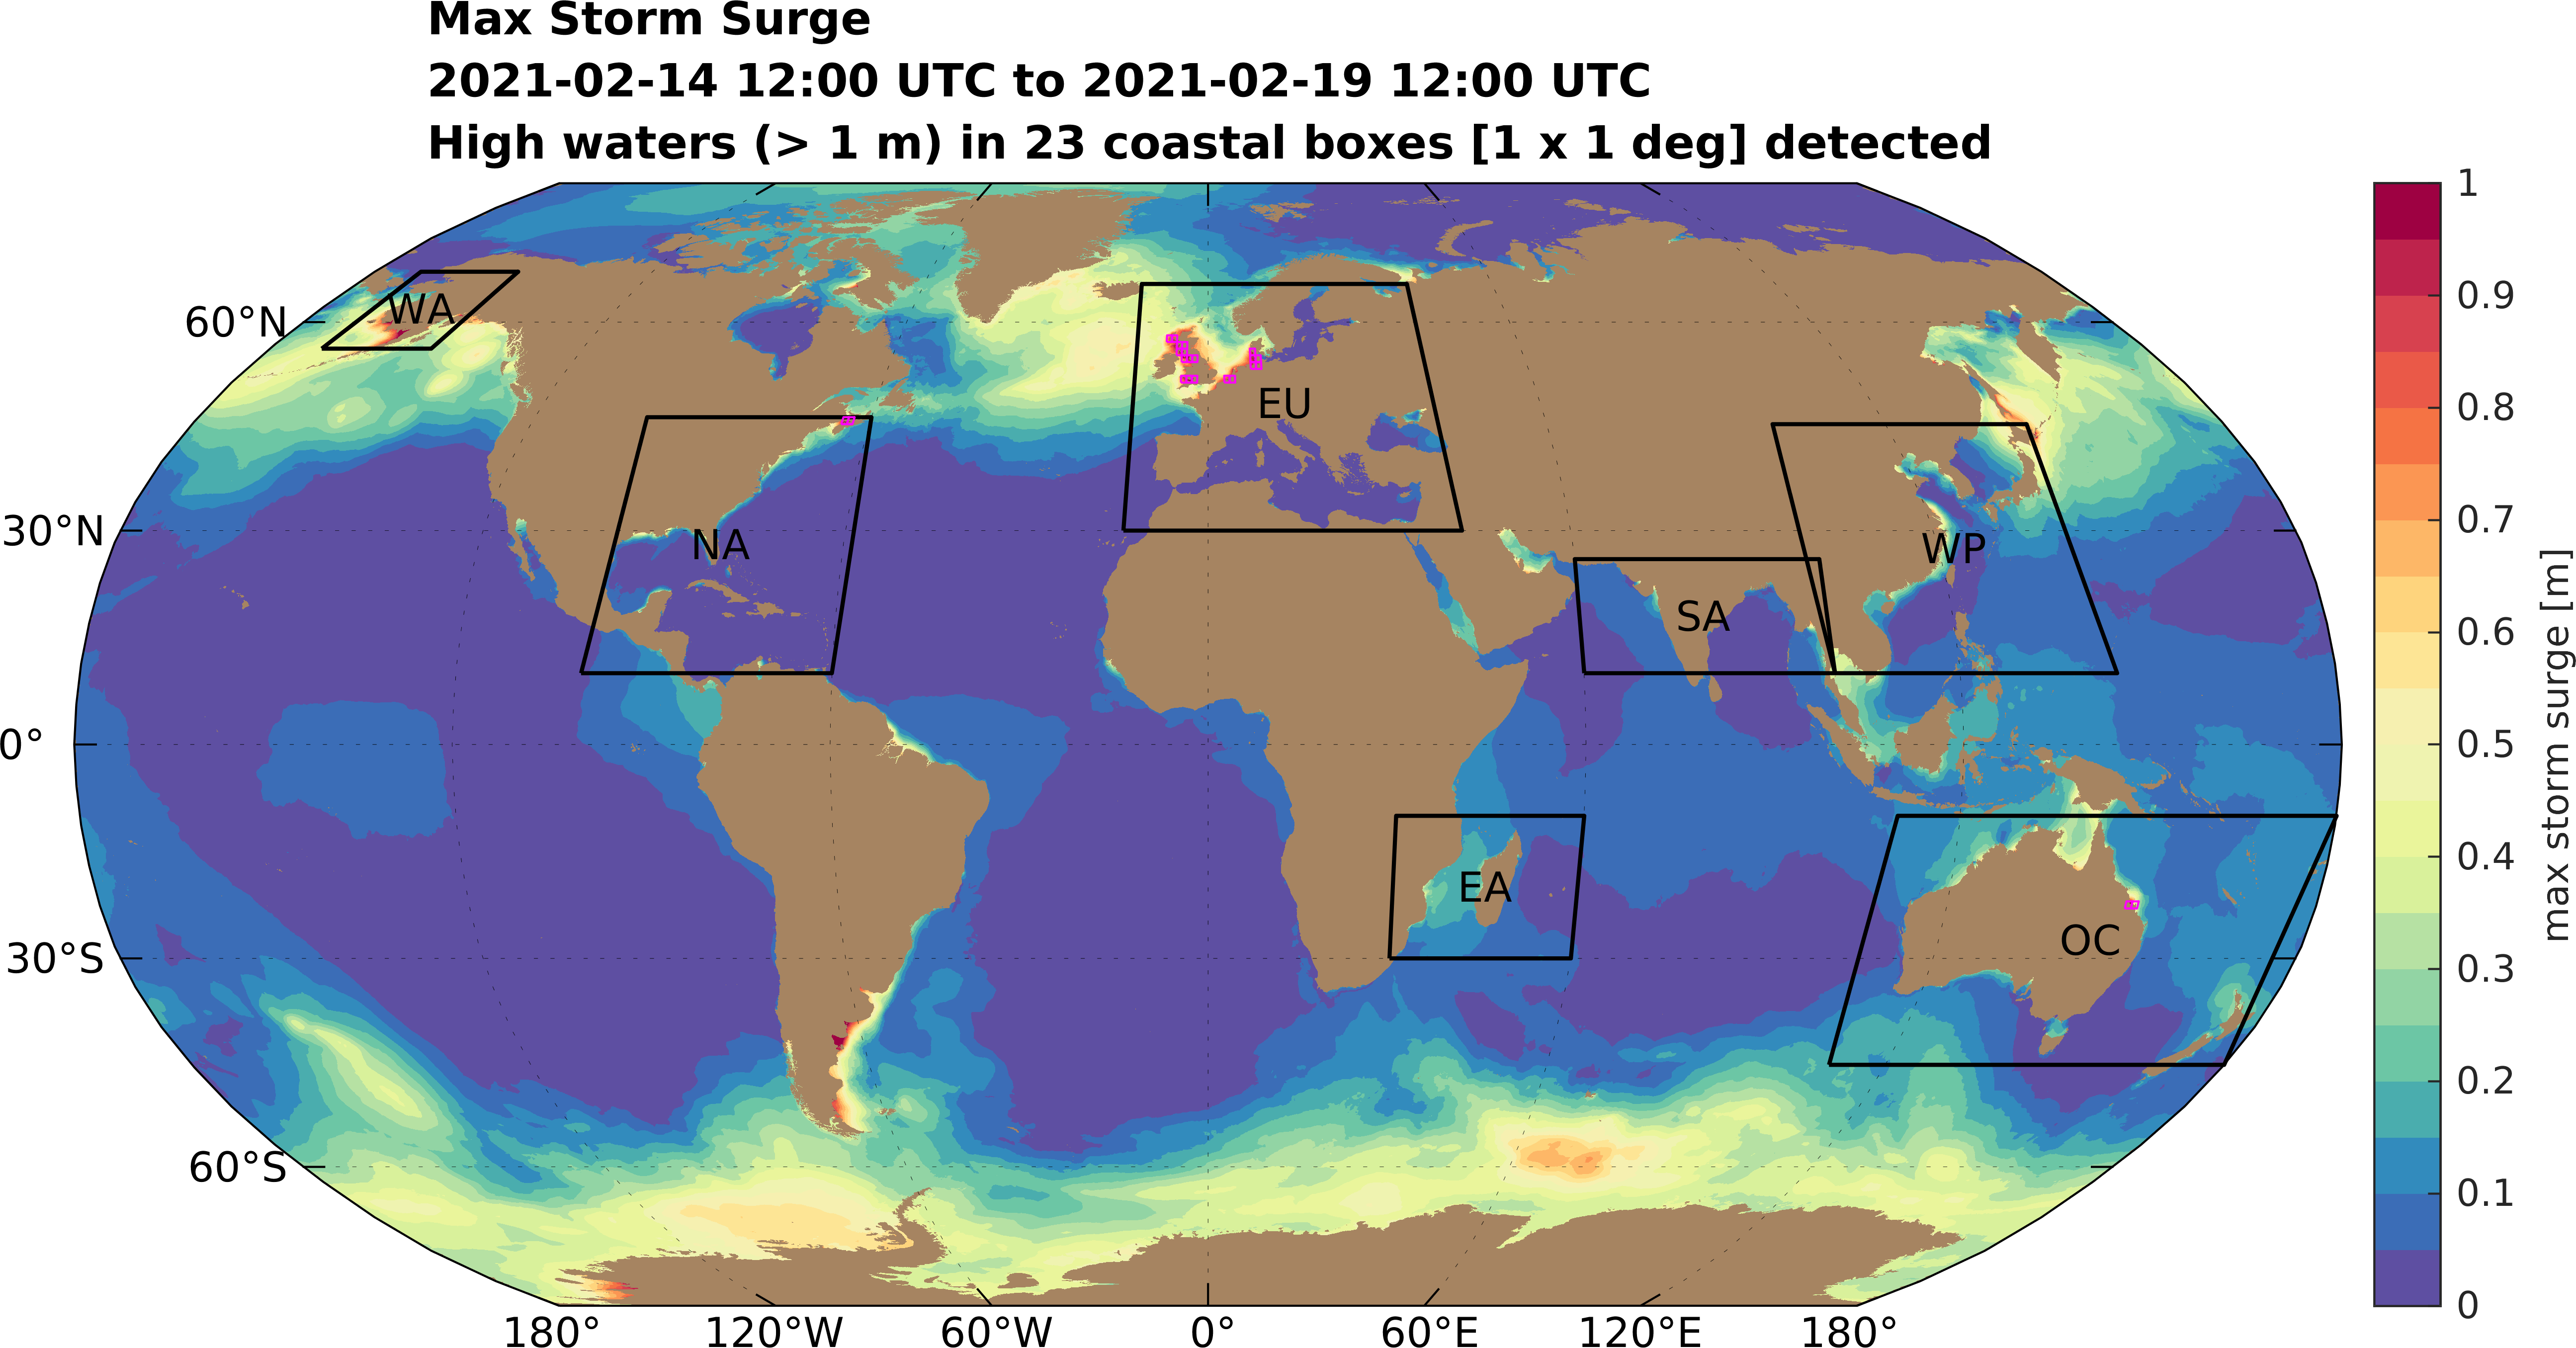 Max Storm Surge
2021-02-14 12:00 UTC to 2021-02-19 12:00 UTC
High waters (> 1 m) in 23 coastal boxes [1 x 1 deg] detected
60°N
30°N
0°
30°S
60°S
WA
NA
EU
SA
WP
EA
OC
180°
120°W
60°W
0°
60°E
120°E
180°
1
0.9
0.8
0.7
0.6
0.5
0.4
0.3
0.2
0.1
0
max storm surge [m]